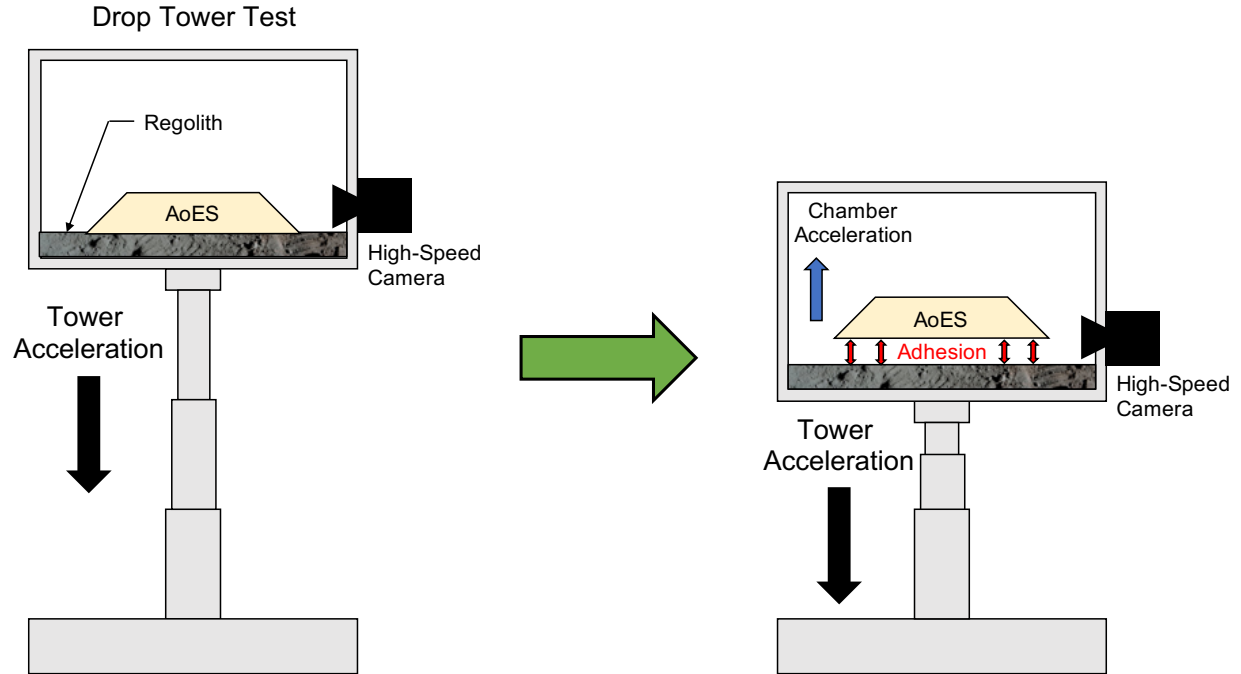 Drop Tower Test
Regolith
AoES
High-Speed
Camera
Tower
Acceleration
Chamber
Acceleration
AoES
Adhesion
High-Speed
Camera
Tower
Acceleration